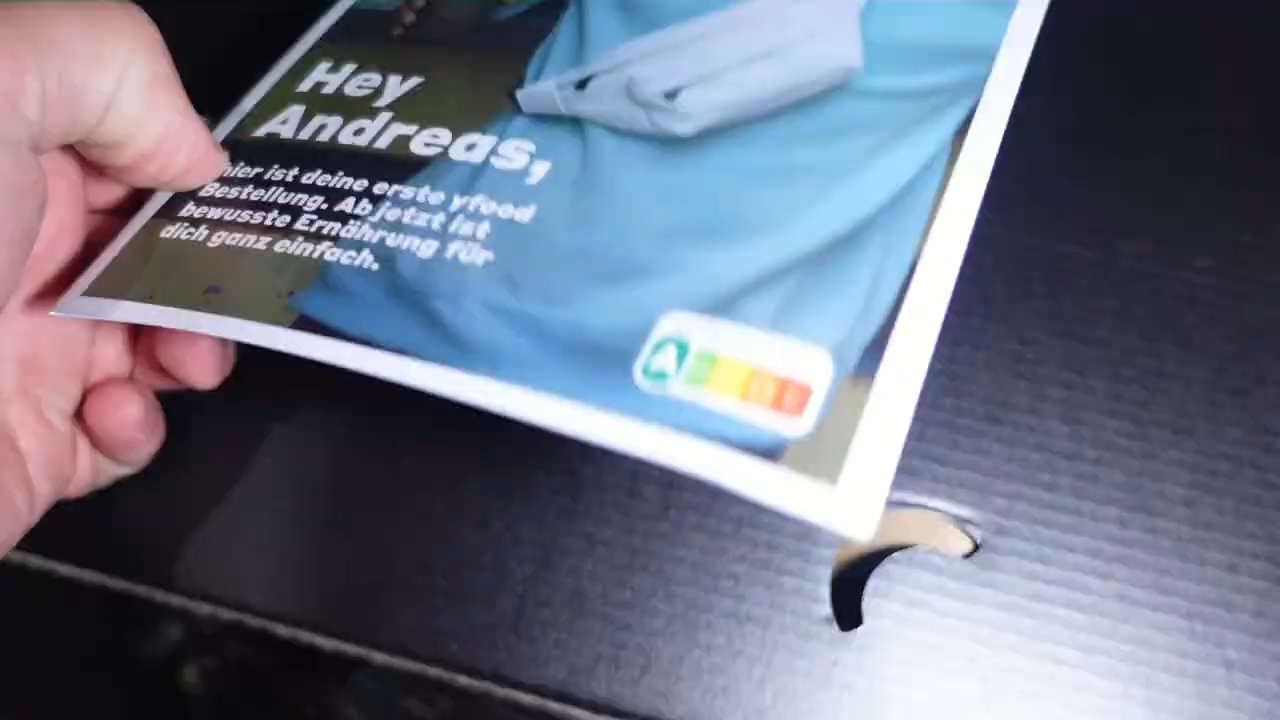 Hey
Andreas,
hier ist deine erste yfood
Bestellung. Ab jetzt ist
bewusste Ernährung für
dich ganz einfach.
A